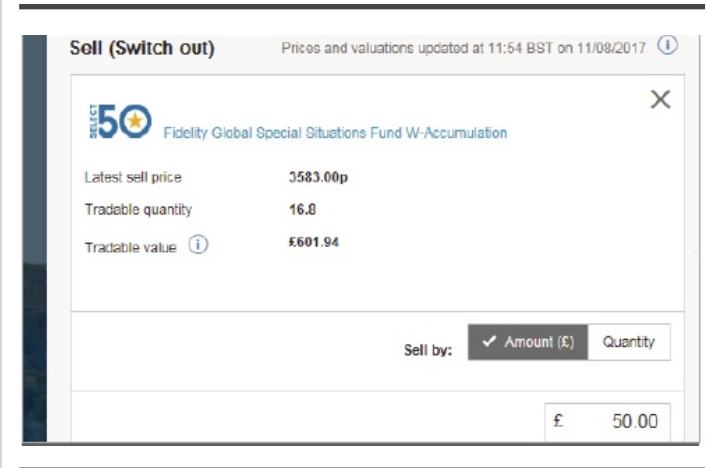 Sell (Switch out) Prices and valuations updated at 11:54 BST on 11/08/2017
SELECT 50 Fidelity Global Special Situations Fund W-Accumulation
Latest sell price 3583.00p
Tradable quantity 16.8
Tradable value £601.94
Sell by: Amount (£) Quantity
£ 50.00